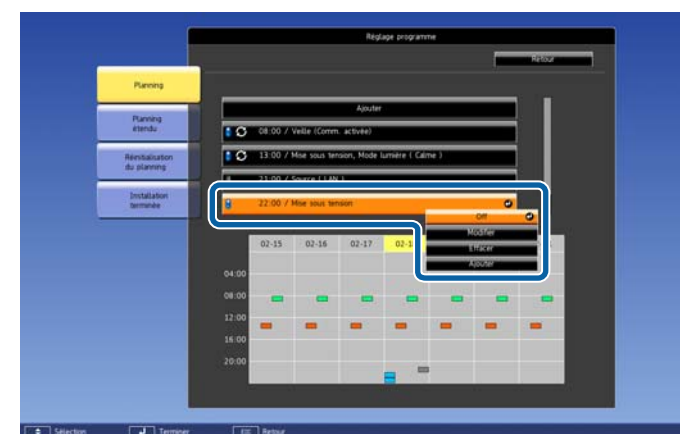 Réglage programme
Retour
Planning
Planning
étendu
Réinitialisation
du planning
Installation
terminée
Ajouter
08:00 / Veille (Comm. activée)
13:00 / Mise sous tension, Mode lumière ( Calme )
21:00 / Source ( LAN )
22:00 / Mise sous tension
Off
Modifier
Effacer
Ajouter
02-15 02-16 02-17
04:00
08:00
12:00
16:00
20:00
Sélection Terminer Esc Retour